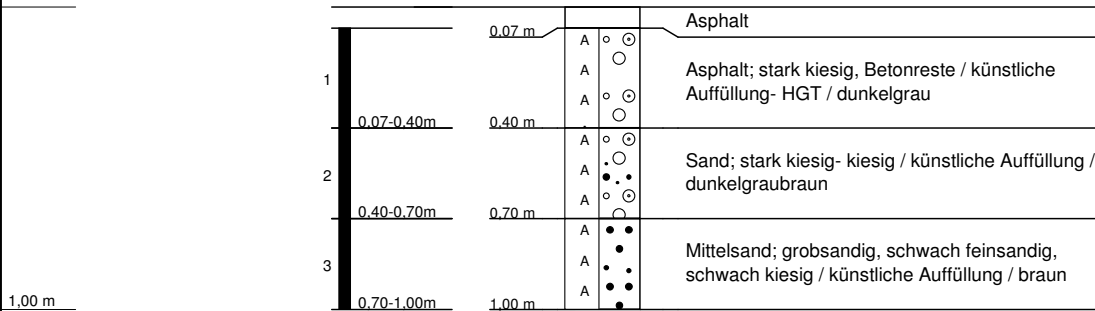 Asphalt
0,07 m
A
A
A
1
Asphalt; stark kiesig, Betonreste / künstliche
Auffüllung- HGT / dunkelgrau
0,07-0,40m
0,40 m
A
A
A
2
Sand; stark kiesig- kiesig / künstliche Auffüllung /
dunkelgraubraun
0,40-0,70m
0,70 m
A
A
A
3
Mittelsand; grobsandig, schwach feinsandig,
schwach kiesig / künstliche Auffüllung / braun
1,00 m
0,70-1,00m
1,00 m